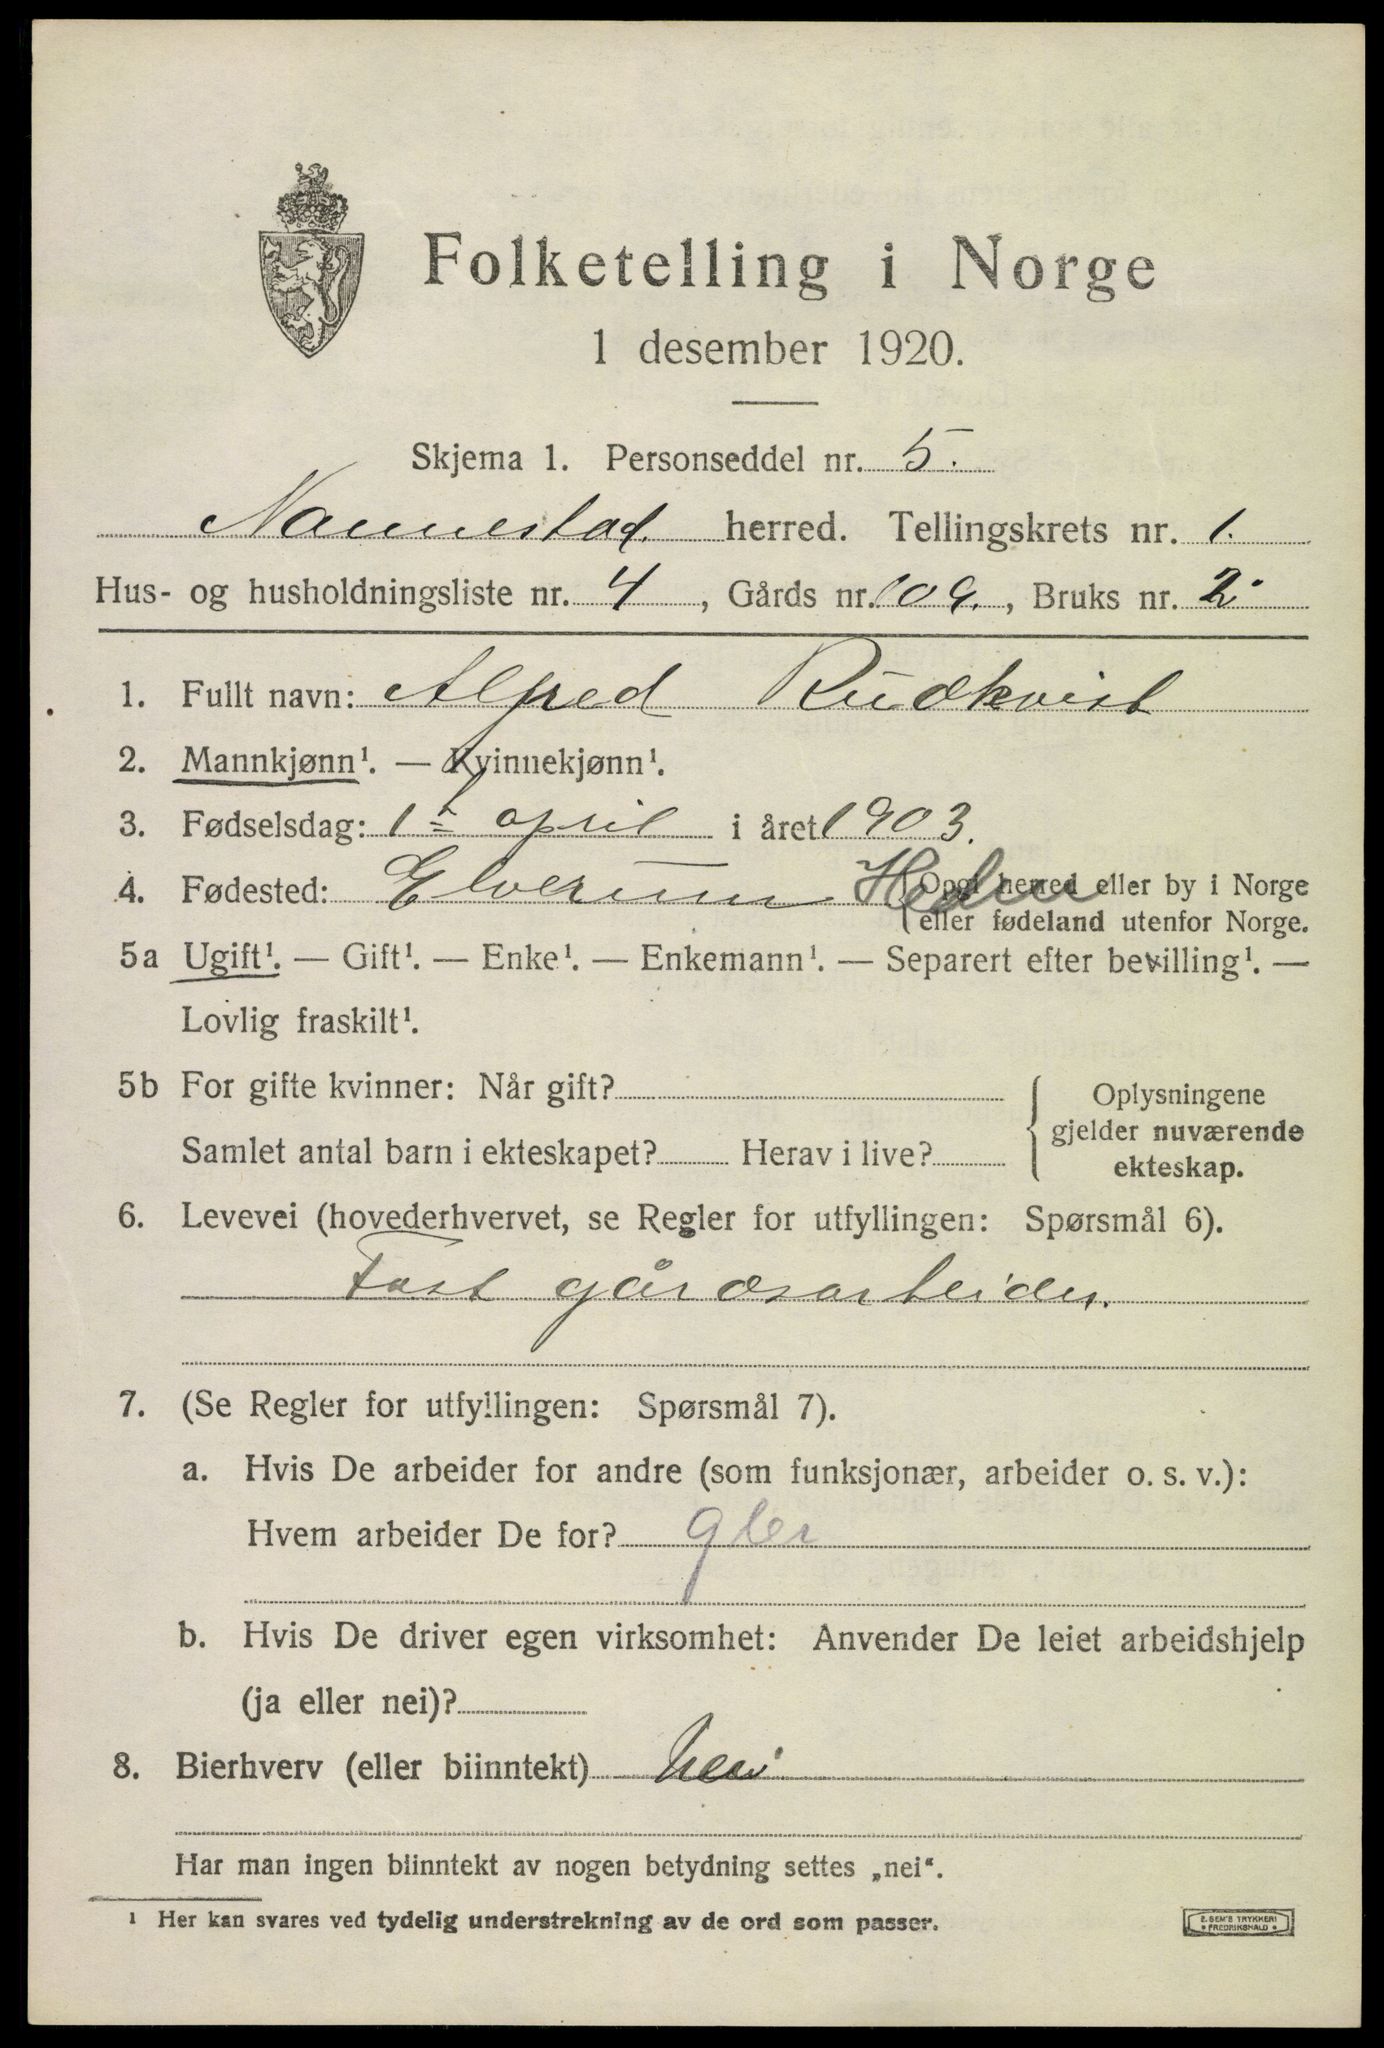 Folketelling i Norge
1 desember 1920.
Skjema 1. Personseddel nr. 5.
Nannestad herred. Tellingskrets nr. 1.
Hus- og husholdningsliste nr. 4, Gårds nr. 109., Bruks nr. 2
1. Fullt navn: Alfred Rudkvist
2. Mannkjønn¹. — Kvinnekjønn¹.
3. Fødselsdag: 1ste april i året 1903.
4. Fødested: Elverum Hedm (Opgi herred eller by i Norge
eller fødeland utenfor Norge.
5a Ugift¹. — Gift¹. — Enke¹. — Enkemann¹. — Separert efter bevilling¹. —
Lovlig fraskilt¹.
5b For gifte kvinner: Når gift?
Samlet antal barn i ekteskapet? Herav i live?
Oplysningene
gjelder nuværende
ekteskap.
6. Levevei (hovederhvervet, se Regler for utfyllingen: Spørsmål 6).
Fast gårdsarbeider.
7. (Se Regler for utfyllingen: Spørsmål 7).
a. Hvis De arbeider for andre (som funksjonær, arbeider o. s. v.):
Hvem arbeider De for?
b. Hvis De driver egen virksomhet: Anvender De leiet arbeidshjelp
(ja eller nei)?
8. Bierhverv (eller biinntekt) Nei
Har man ingen biinntekt av nogen betydning settes „nei“.
¹ Her kan svares ved tydelig understrekning av de ord som passer.
E. SEM'S TRYKKERI
FREDRIKSHALD